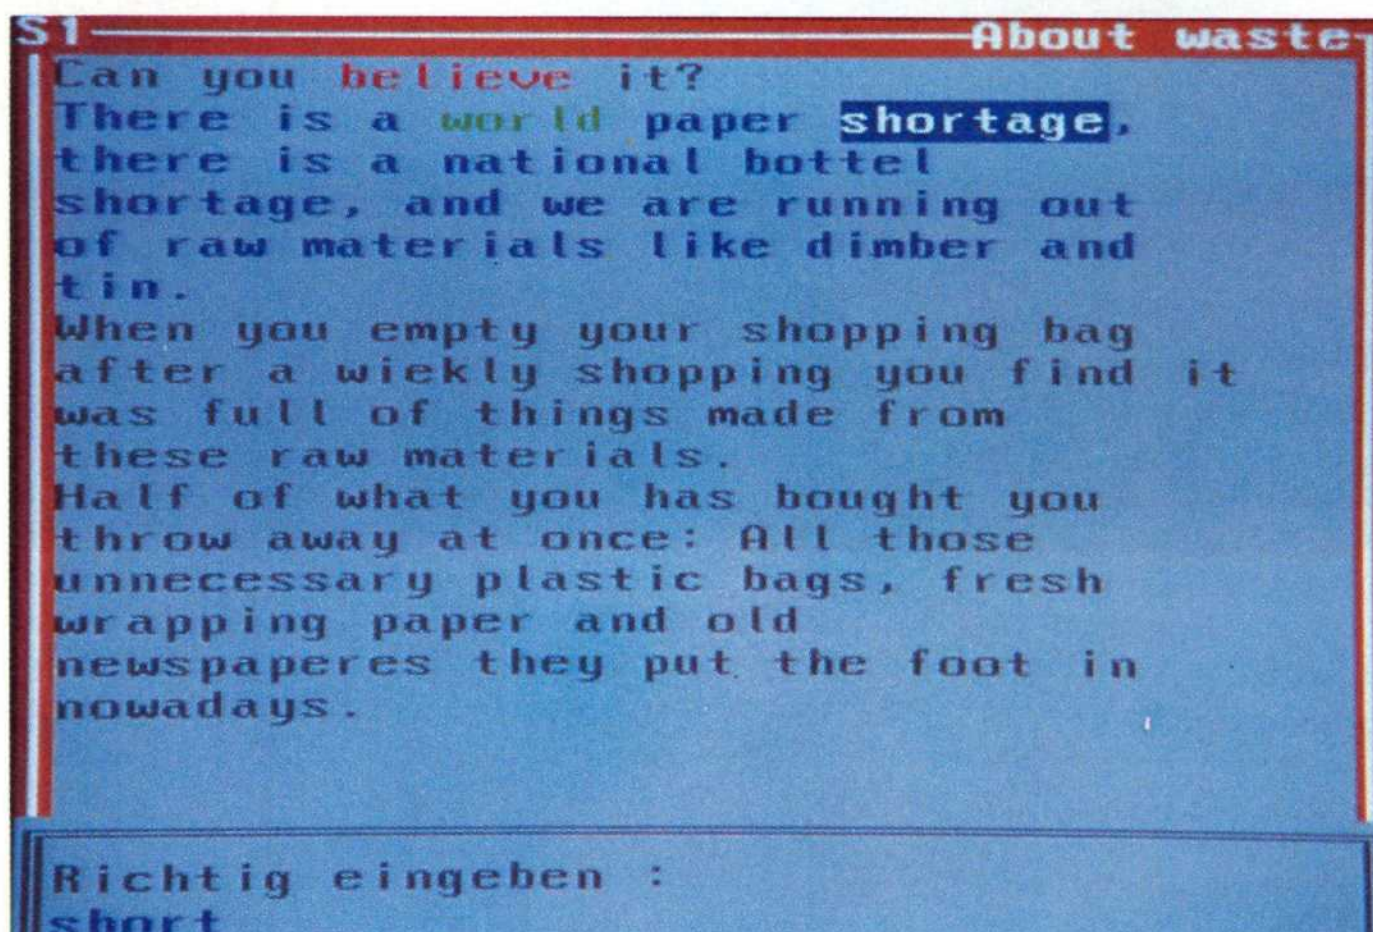 S1 About waste
Can you believe it?
There is a world paper shortage,
there is a national bottel
shortage, and we are running out
of raw materials like dimber and
tin.
When you empty your shopping bag
after a wiekly shopping you find it
was full of things made from
these raw materials.
Half of what you has bought you
throw away at once: All those
unnecessary plastic bags, fresh
wrapping paper and old
newspaperes they put the foot in
nowadays.
Richtig eingeben :
short